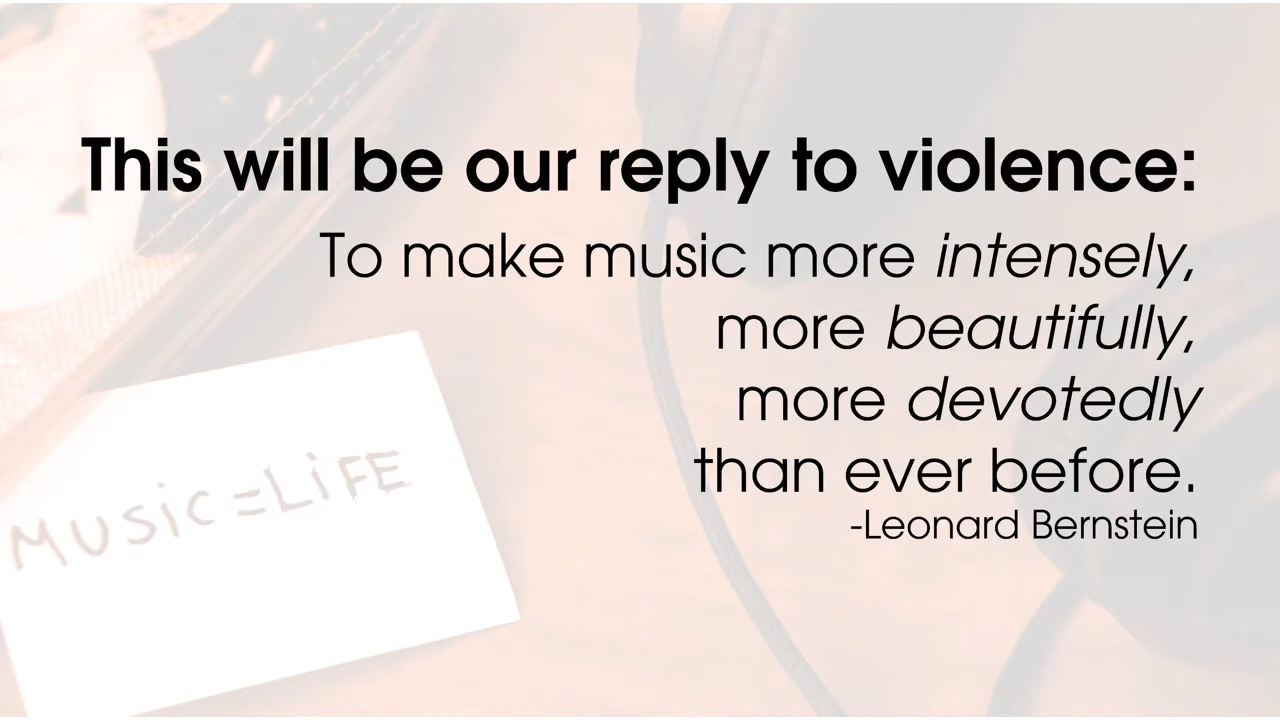 This will be our reply to violence:
To make music more intensely,
more beautifully,
more devotedly
than ever before.
-Leonard Bernstein
MUSiC=LiFE